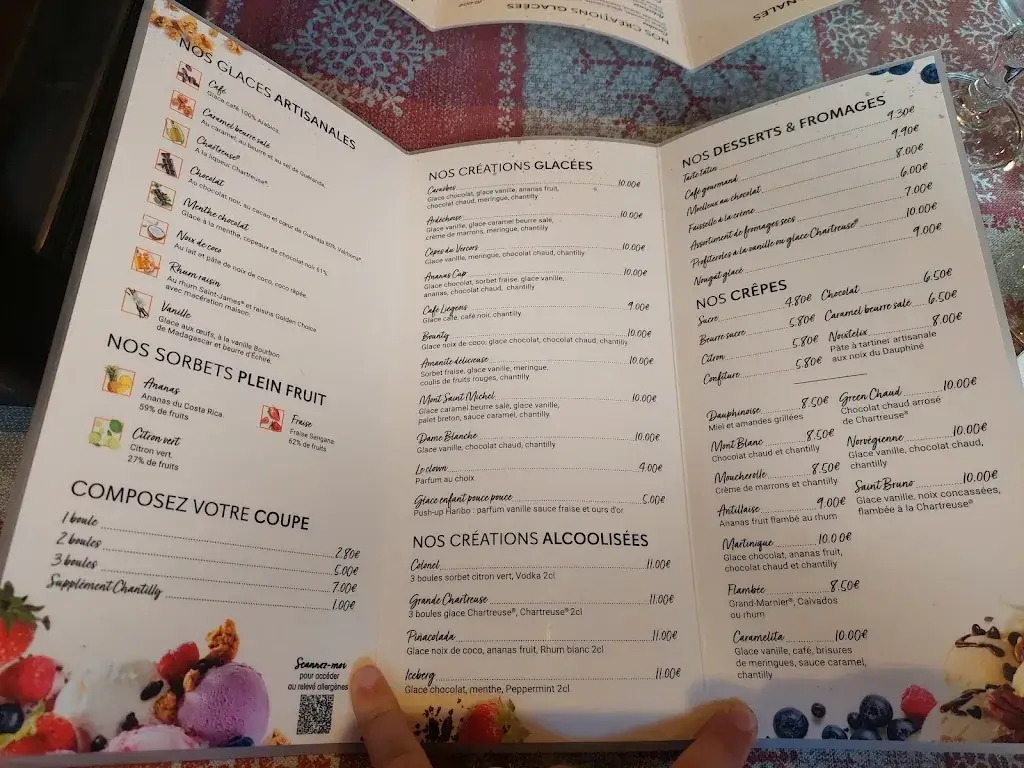 NOS CRÉATIONS GLACÉES
NOS GLACES ARTISANALES
Café
Glace café 100% Arabica.
Caramel beurre salé
Au caramel, au beurre et au sel de Guérande.
Chartreuse®
A la liqueur Chartreuse®.
Chocolat
Au chocolat noir, au cacao et cœur de Guanaja 80%, Valrhona®.
Menthe chocolat
Glace à la menthe, copeaux de chocolat noir 61%.
Noix de coco
Au lait et pâte de noix de coco, coco râpée.
Rhum raisin
Au rhum Saint-James® et raisins Golden Choice
avec macération maison.
Vanille
Glace aux œufs, à la vanille Bourbon
de Madagascar et beurre d'Échiré.
NOS SORBETS PLEIN FRUIT
Ananas
Ananas du Costa Rica.
59% de fruits
Fraise
Fraise Sengana.
62% de fruits
Citron vert
Citron vert.
27% de fruits
COMPOSEZ VOTRE COUPE
1 boule 2.80€
2 boules 5.00€
3 boules 7.00€
Supplément Chantilly 1.00€
Scannez-moi
pour accéder
au relevé allergènes
NOS CRÉATIONS GLACÉES
Caraïbes 10.00€
Glace chocolat, glace vanille, ananas fruit,
chocolat chaud, meringue, chantilly
Ardéchoise 10.00€
Glace vanille, glace caramel beurre salé,
crème de marrons, meringue, chantilly
Cèpes du Vercors 10.00€
Glace vanille, meringue, chocolat chaud, chantilly
Ananas Cup 10.00€
Glace chocolat, sorbet fraise, glace vanille,
ananas, chocolat chaud, chantilly
Café Liégeois 9.00€
Glace café, café noir, chantilly
Bounty 10.00€
Glace noix de coco, glace chocolat, chocolat chaud, chantilly
Amanite délicieuse 10.00€
Sorbet fraise, glace vanille, meringue,
coulis de fruits rouges, chantilly
Mont Saint Michel 10.00€
Glace caramel beurre salé, glace vanille,
palet breton, sauce caramel, chantilly
Dame Blanche 10.00€
Glace vanille, chocolat chaud, chantilly
Le clown 4.00€
Parfum au choix
Glace enfant pouce pouce 5.00€
Push-up Haribo : parfum vanille sauce fraise et ours d'or
NOS CRÉATIONS ALCOOLISÉES
Colonel 11.00€
3 boules sorbet citron vert, Vodka 2cl
Grande Chartreuse 11.00€
3 boules glace Chartreuse®, Chartreuse® 2cl
Pinacolada 11.00€
Glace noix de coco, ananas fruit, Rhum blanc 2cl
Iceberg 11.00€
Glace chocolat, menthe, Peppermint 2cl
NOS DESSERTS & FROMAGES
Tarte tatin 9.30€
Café gourmand 9.90€
Moelleux au chocolat 8.00€
Faisselle à la crème 6.00€
Assortiment de fromages secs 7.00€
Profiteroles à la vanille ou glace Chartreuse® 10.00€
Nougat glacé 9.00€
NOS CRÊPES
Sucre 4.80€
Beurre sucre 5.80€
Citron 5.80€
Confiture 5.80€
Chocolat 6.50€
Caramel beurre salé 6.50€
Noutelix 8.00€
Pâte à tartiner artisanale
aux noix du Dauphiné
Dauphinoise 8.50€
Miel et amandes grillées
Mont Blanc 8.50€
Chocolat chaud et chantilly
Moucherolle 8.50€
Crème de marrons et chantilly
Antillaise 9.00€
Ananas fruit flambé au rhum
Martinique 10.00€
Glace chocolat, ananas fruit,
chocolat chaud et chantilly
Flambée 8.50€
Grand-Marnier®, Calvados
ou rhum
Caramelita 10.00€
Glace vanille, café, brisures
de meringues, sauce caramel,
chantilly
Green Chaud 10.00€
Chocolat chaud arrosé
de Chartreuse®
Norvégienne 10.00€
Glace vanille, chocolat chaud,
chantilly
Saint Bruno 10.00€
Glace vanille, noix concassées,
flambée à la Chartreuse®